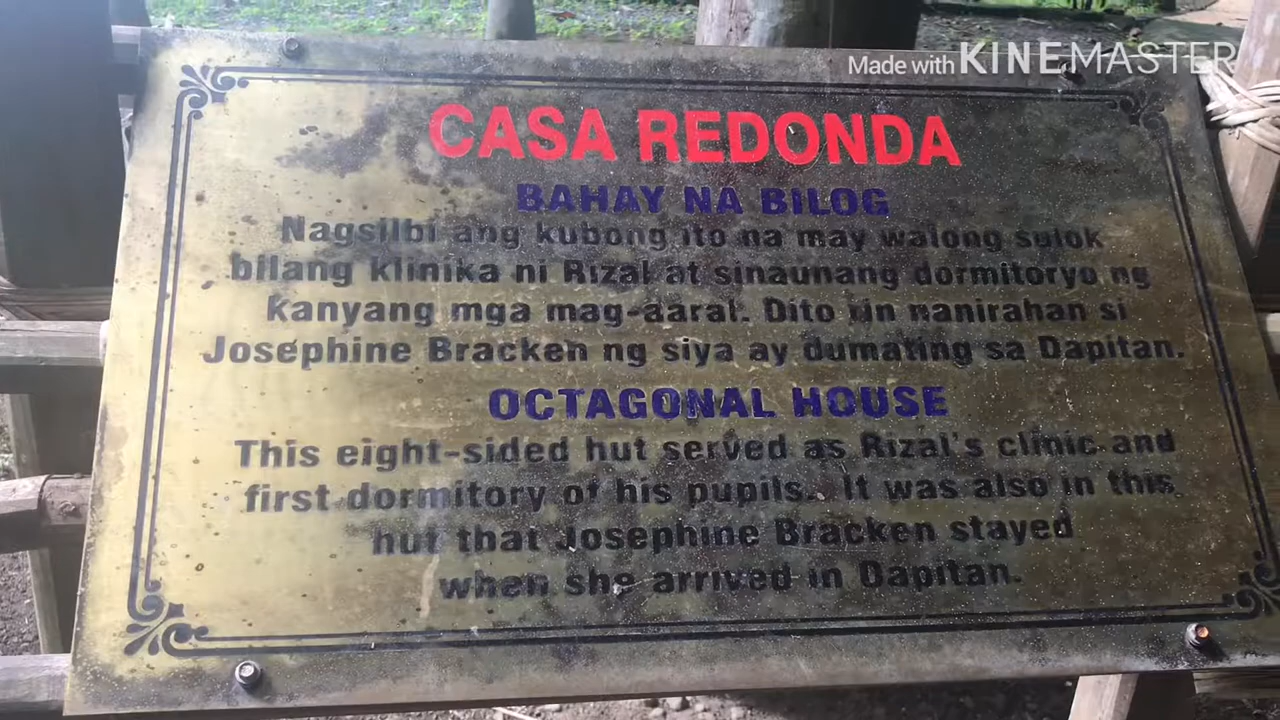 Made with KINEMASTER
CASA REDONDA
BAHAY NA BILOG
Nagsilbi ang kubong ito na may walong sulok
bilang klinika ni Rizal at sinaunang dormitoryo ng
kanyang mga mag-aaral. Dito rin nanirahan si
Josephine Bracken ng siya ay dumating sa Dapitan.
OCTAGONAL HOUSE
This eight-sided hut served as Rizal's clinic and
first dormitory of his pupils. It was also in this
hut that Josephine Bracken stayed
when she arrived in Dapitan.